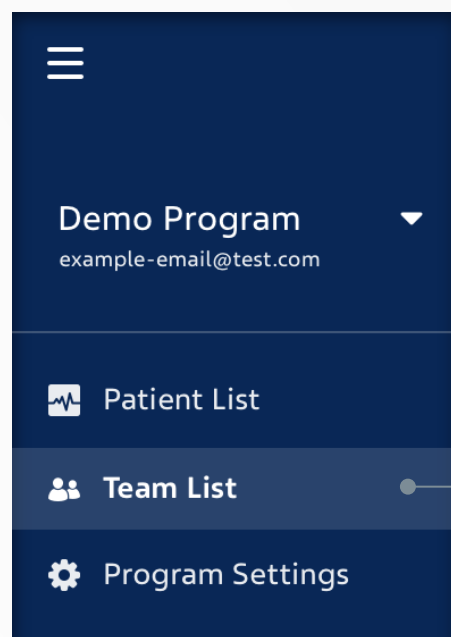 Demo Program
example-email@test.com
Patient List
Team List
Program Settings